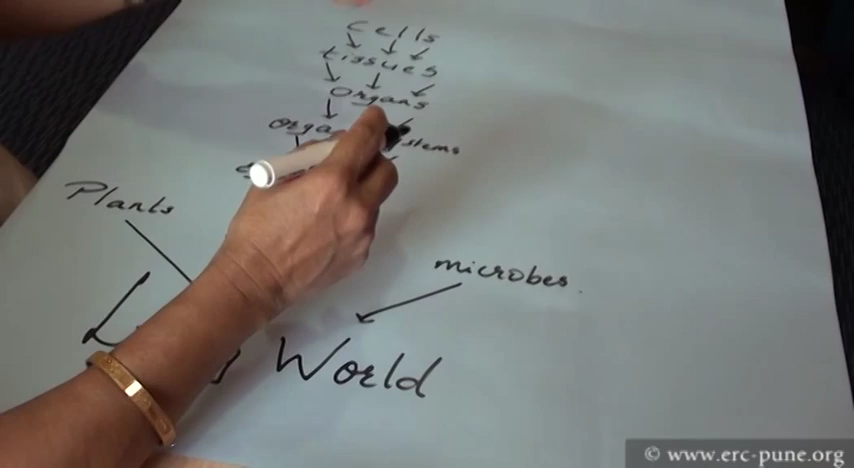 Cells
tissues
Organs
Plants
microbes.
World
© www.erc-pune.org